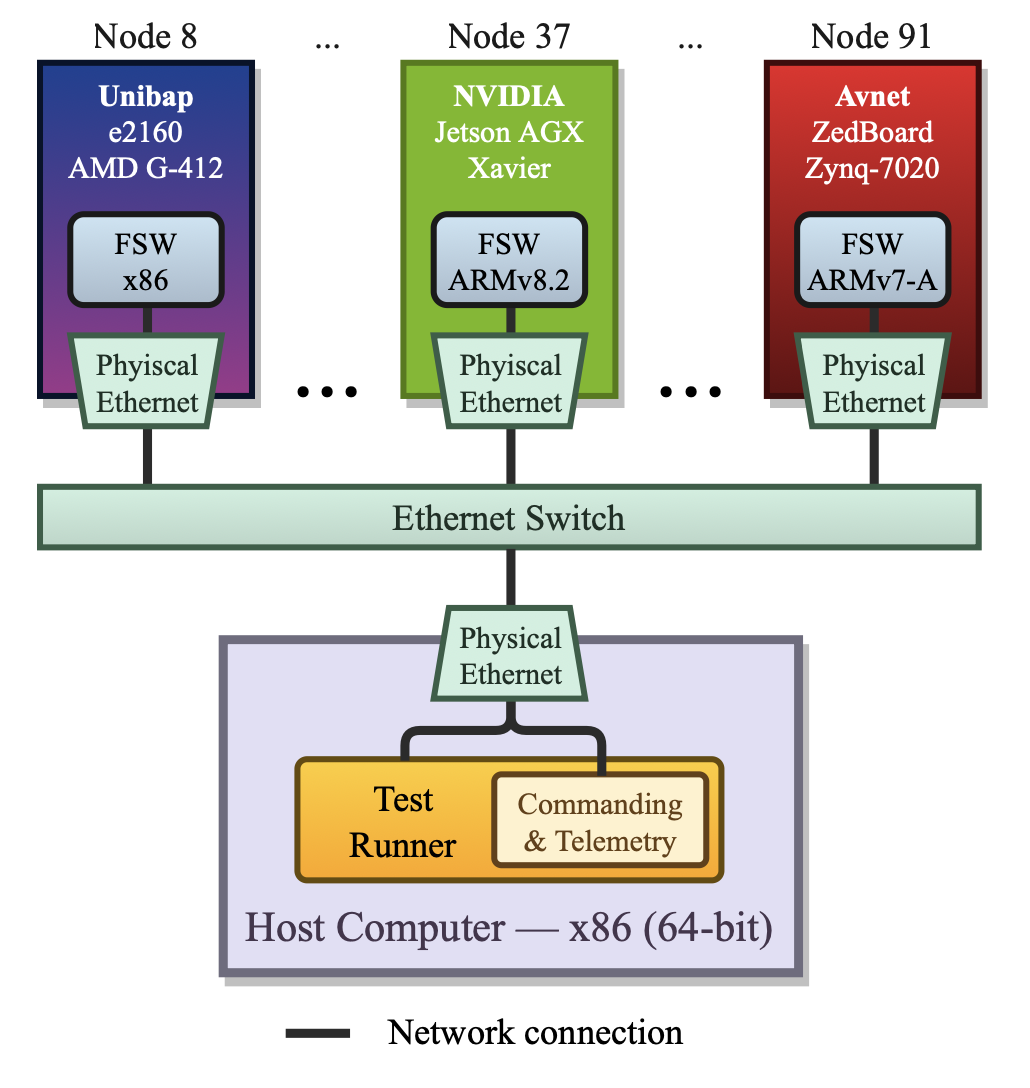 Node 8 ... Node 37 ... Node 91
Unibap
e2160
AMD G-412
FSW
x86
Phyiscal
Ethernet
NVIDIA
Jetson AGX
Xavier
FSW
ARMv8.2
Phyiscal
Ethernet
Avnet
ZedBoard
Zynq-7020
FSW
ARMv7-A
Phyiscal
Ethernet
Ethernet Switch
Physical
Ethernet
Test
Runner
Commanding
& Telemetry
Host Computer — x86 (64-bit)
Network connection